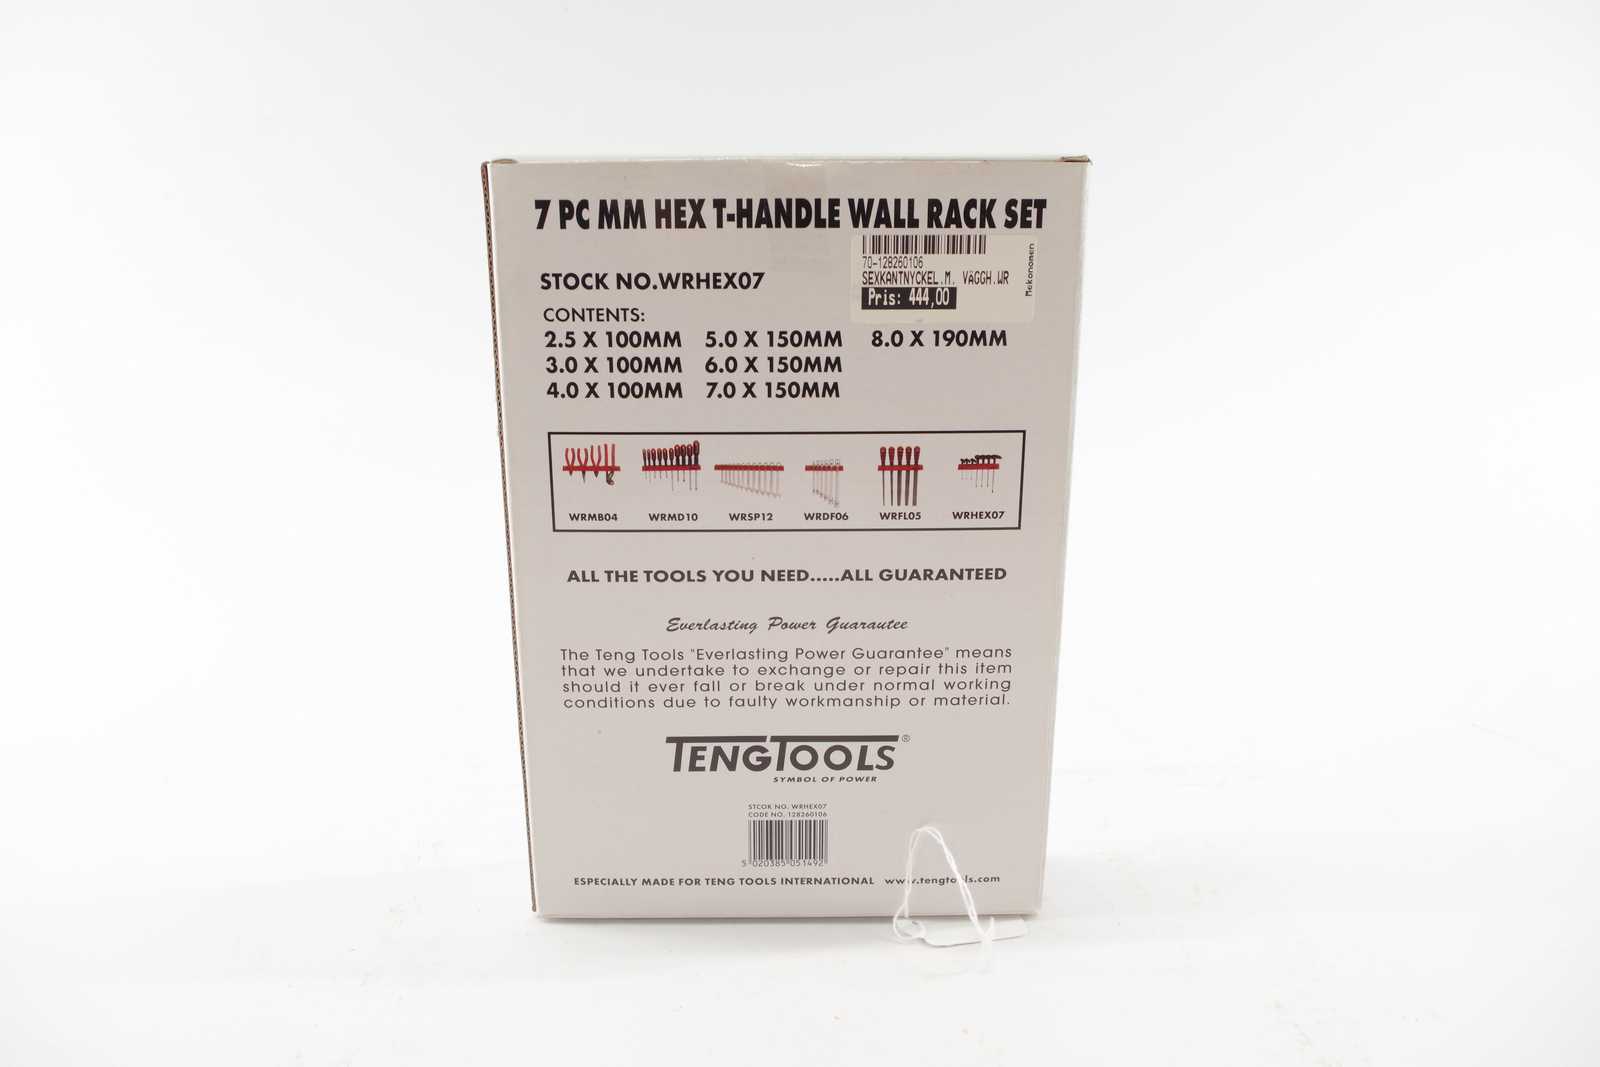 7 PC MM HEX T-HANDLE WALL RACK SET
70-128260106
SEXKANTNYCKEL.M. VÄGGH.WR
Pris: 444,00
Mekonomen
STOCK NO.WRHEX07
CONTENTS:
2.5 X 100MM 5.0 X 150MM 8.0 X 190MM
3.0 X 100MM 6.0 X 150MM
4.0 X 100MM 7.0 X 150MM
WRMB04 WRMD10 WRSP12 WRDF06 WRFL05 WRHEX07
ALL THE TOOLS YOU NEED.....ALL GUARANTEED
Everlasting Power Guarautee
The Teng Tools "Everlasting Power Guarantee" means
that we undertake to exchange or repair this item
should it ever fall or break under normal working
conditions due to faulty workmanship or material.
TENGTOOLS®
SYMBOL OF POWER
STCOK NO. WRHEX07
CODE NO. 128260106
5 020385 051492
ESPECIALLY MADE FOR TENG TOOLS INTERNATIONAL www.tengtools.com